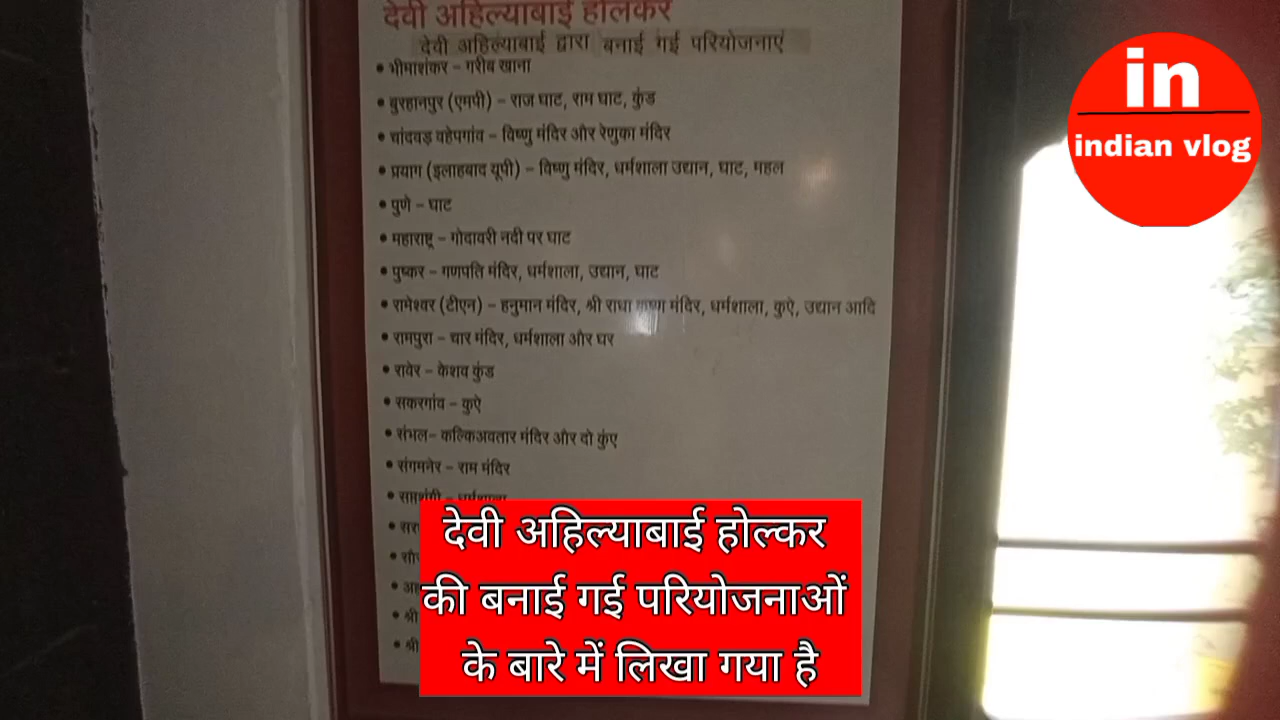 देवी अहिल्याबाई होलकर
देवी अहिल्याबाई द्वारा बनाई गई परियोजनाएं
• भीमाशंकर – गरीब खाना
• बुरहानपुर (एमपी) – राज घाट, राम घाट, कुंड
• चांदवड़ वहेपगांव – विष्णु मंदिर और रेणुका मंदिर
• प्रयाग (इलाहबाद यूपी) – विष्णु मंदिर, धर्मशाला उद्यान, घाट, महल
• पुणे – घाट
• महाराष्ट्र – गोदावरी नदी पर घाट
• पुष्कर – गणपति मंदिर, धर्मशाला, उद्यान, घाट
• रामेश्वर (टीएन) – हनुमान मंदिर, श्री राधा कृष्ण मंदिर, धर्मशाला, कुऐ, उद्यान आदि
• रामपुरा – चार मंदिर, धर्मशाला और घर
• रावेर – केशव कुंड
• सकरगांव – कुऐ
• संभल– कल्किअवतार मंदिर और दो कुंए
• संगमनेर – राम मंदिर
• सप्तशृंगी – धर्मशाला
• श्री
• श्री
in
indian vlog
देवी अहिल्याबाई होल्कर
की बनाई गई परियोजनाओं
के बारे में लिखा गया है